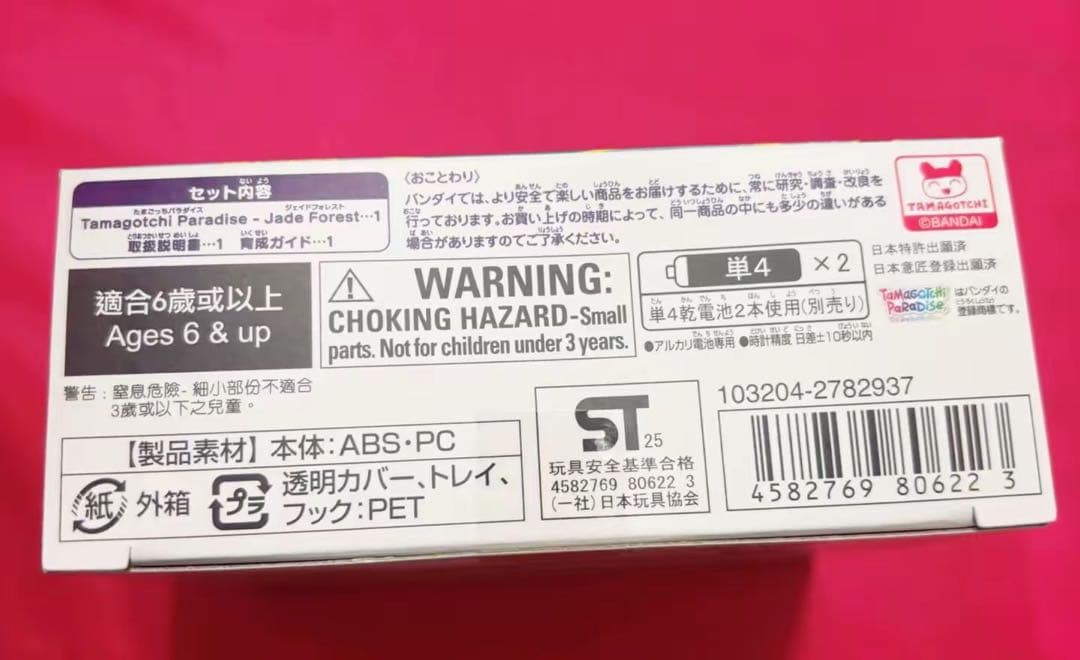 セット内容
Tamagotchi Paradise - Jade Forest…1
取扱説明書…1 育成ガイド…1
〈おことわり〉
バンダイでは、より安全で楽しい商品をお届けするために、常に研究・調査・改良を
行っております。お買い上げの時期によって、同一商品の中にも多少の違いがある
場合がありますのでご了承ください。
TAMAGOTCHI
©BANDAI
適合6歲或以上
Ages 6 & up
WARNING:
CHOKING HAZARD-Small
parts. Not for children under 3 years.
単4 ×2
単4乾電池2本使用(別売り)
●アルカリ電池専用 ●時計精度 日差±10秒以内
日本特許出願済
日本意匠登録出願済
TAMAGOTCHI PARADISE はバンダイの
登録商標です。
警告：窒息危險-細小部份不適合
3歲或以下之兒童。
【製品素材】本体：ABS・PC
紙 外箱 プラ 透明カバー、トレイ、
フック：PET
ST 25
玩具安全基準合格
4582769 80622 3
(一社)日本玩具協会
103204-2782937
4582769 80622 3